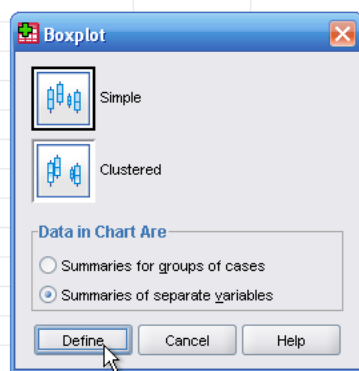 Boxplot
Simple
Clustered
Data in Chart Are
Summaries for groups of cases
Summaries of separate variables
Define
Cancel
Help